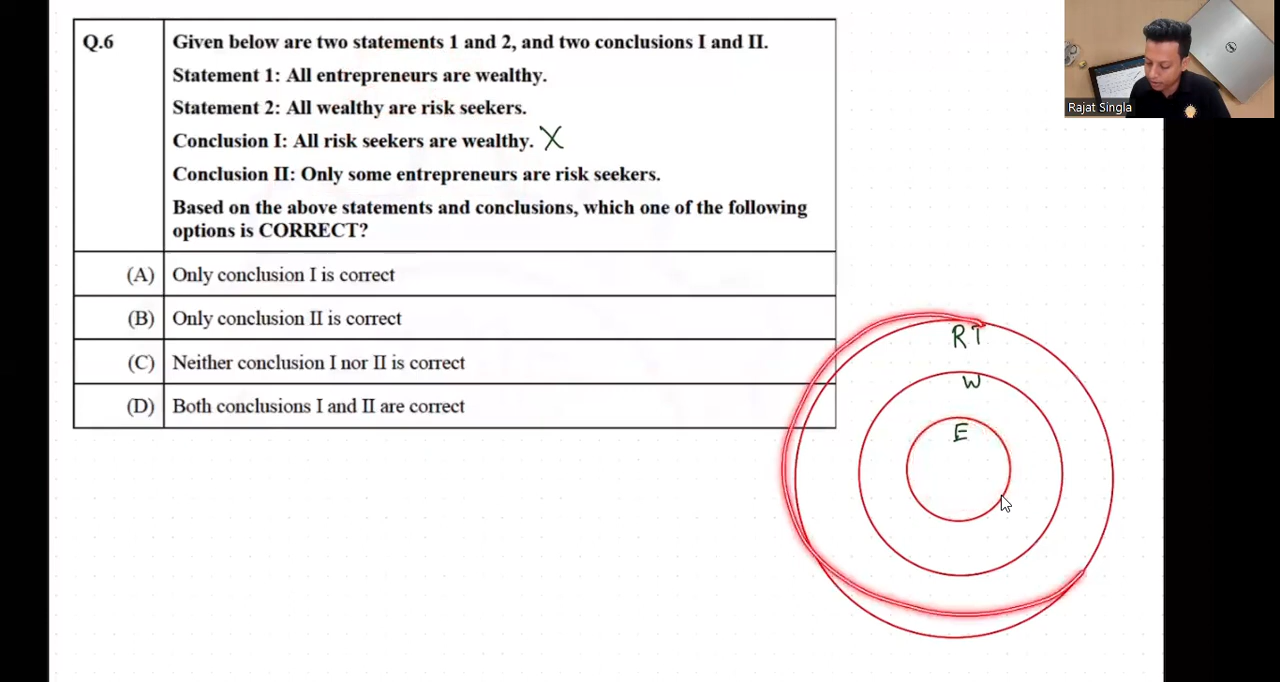 Q.6
Given below are two statements 1 and 2, and two conclusions I and II.
Statement 1: All entrepreneurs are wealthy.
Statement 2: All wealthy are risk seekers.
Conclusion I: All risk seekers are wealthy. X
Conclusion II: Only some entrepreneurs are risk seekers.
Based on the above statements and conclusions, which one of the following
options is CORRECT?
(A) Only conclusion I is correct
(B) Only conclusion II is correct
(C) Neither conclusion I nor II is correct
(D) Both conclusions I and II are correct
RT
W
E
Rajat Singla